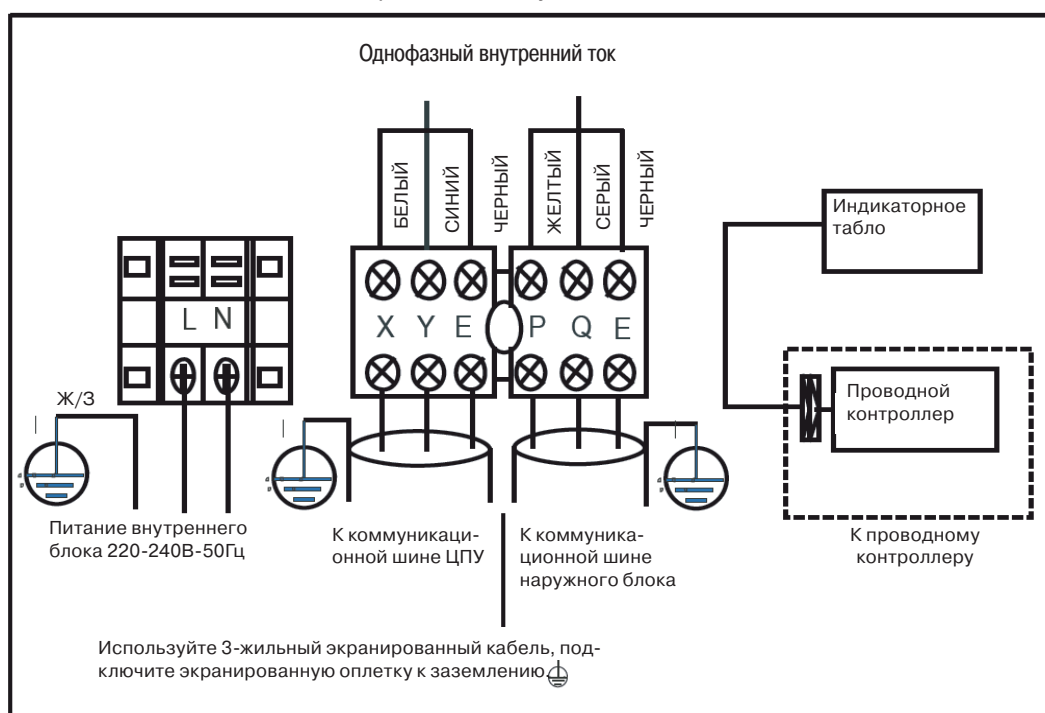 Однофазный внутренний ток
БЕЛЫЙ
СИНИЙ
ЧЕРНЫЙ
ЖЕЛТЫЙ
СЕРЫЙ
ЧЕРНЫЙ
Индикаторное
табло
L N
X Y E P Q E
Ж/З
Проводной
контроллер
Питание внутреннего
блока 220-240В-50Гц
К коммуникаци-
онной шине ЦПУ
К коммуника-
ционной шине
наружного блока
К проводному
контроллеру
Используйте 3-жильный экранированный кабель, под-
ключите экранированную оплетку к заземлению